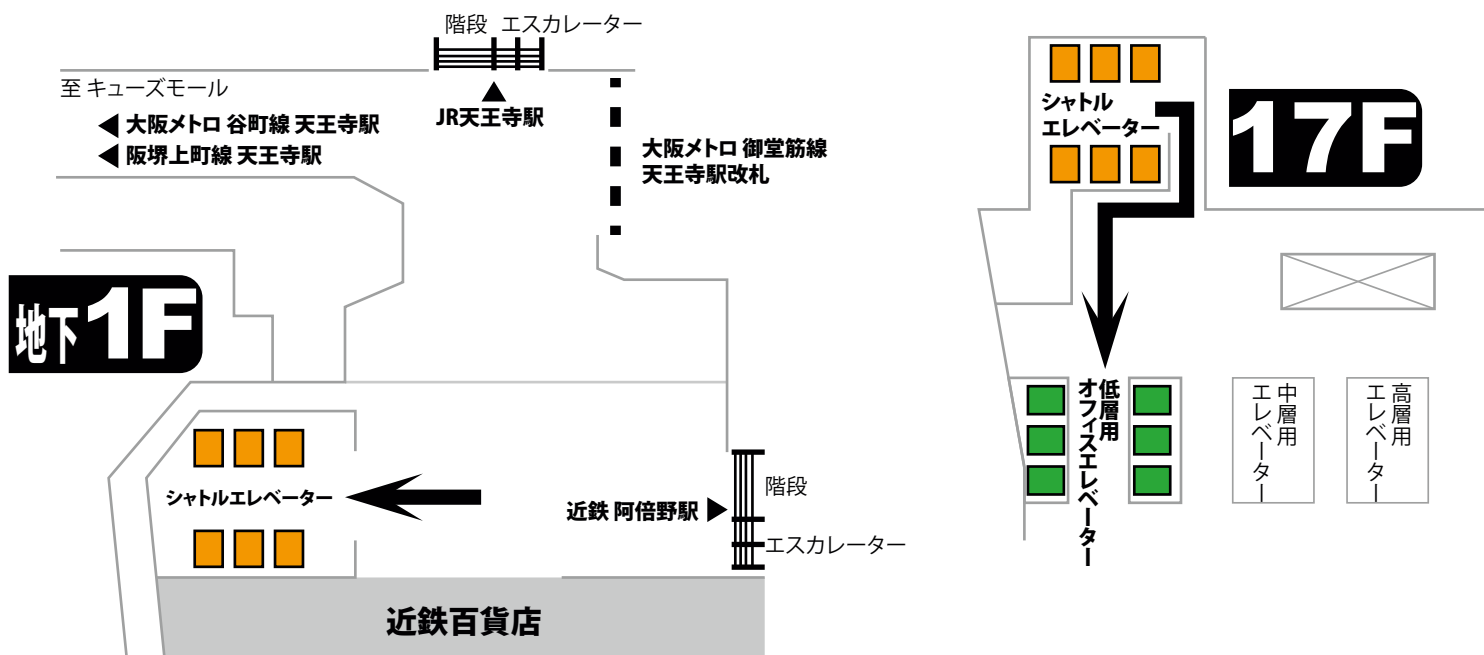 階段 エスカレーター
至 キューズモール
大阪メトロ 谷町線 天王寺駅
阪堺上町線 天王寺駅
JR天王寺駅
大阪メトロ 御堂筋線
天王寺駅改札
地下1F
シャトルエレベーター
近鉄 阿倍野駅
階段
エスカレーター
近鉄百貨店
シャトル
エレベーター
17F
低層用
オフィスエレベーター
中層用
エレベーター
高層用
エレベーター